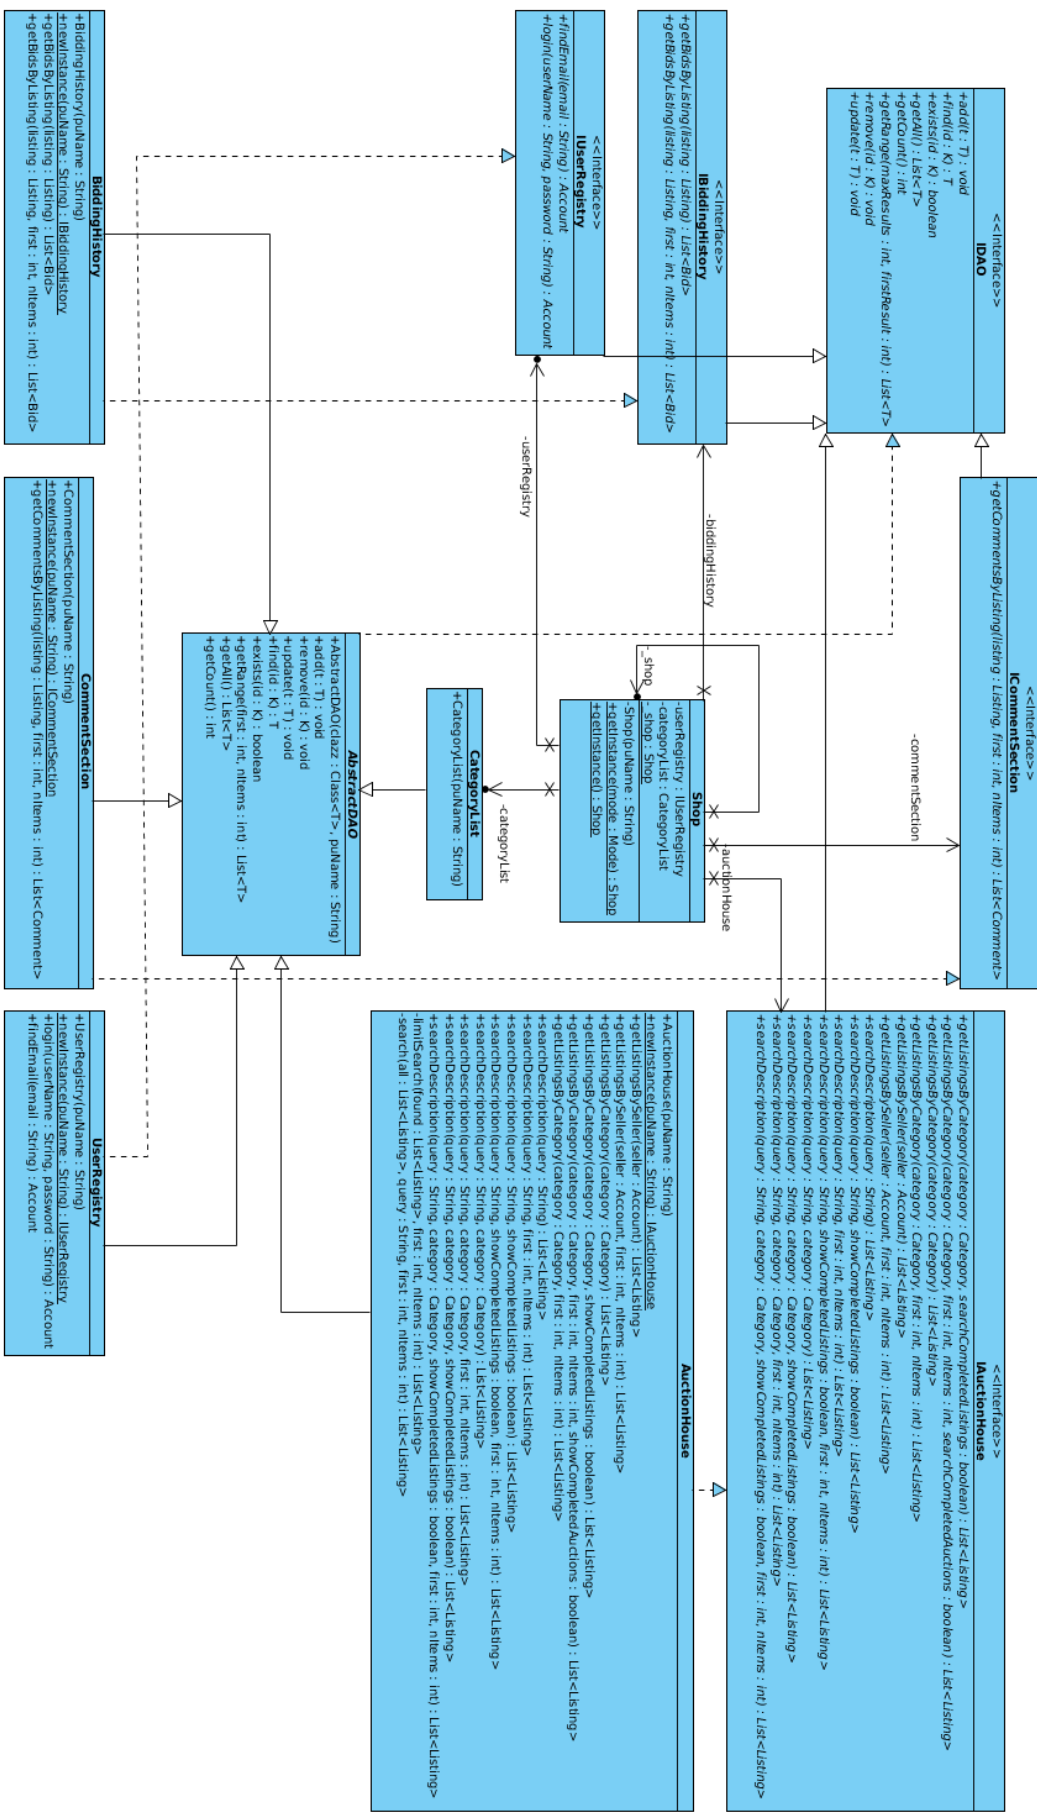 <<Interface>>
ICommentSection
+getCommentsByListing(listing : Listing, first : int, nItems : int) : List<Comment>
<<Interface>>
IDAO
+add(t : T) : void
+find(id : K) : T
+exists(id : K) : boolean
+getAll() : List<T>
+getCount() : int
+getRange(maxResults : int, firstResult : int) : List<T>
+remove(id : K) : void
+update(t : T) : void
<<Interface>>
IAuctionHouse
+getListingsByCategory(category : Category, searchCompletedListings : boolean) : List<Listing>
+getListingsByCategory(category : Category, first : int, nItems : int, searchCompletedAuctions : boolean) : List<Listing>
+getListingsByCategory(category : Category) : List<Listing>
+getListingsByCategory(category : Category, first : int, nItems : int) : List<Listing>
+getListingsBySeller(seller : Account) : List<Listing>
+getListingsBySeller(seller : Account, first : int, nItems : int) : List<Listing>
+searchDescription(query : String) : List<Listing>
+searchDescription(query : String, showCompletedListings : boolean) : List<Listing>
+searchDescription(query : String, first : int, nItems : int) : List<Listing>
+searchDescription(query : String, showCompletedListings : boolean, first : int, nItems : int) : List<Listing>
+searchDescription(query : String, category : Category) : List<Listing>
+searchDescription(query : String, category : Category, showCompletedListings : boolean) : List<Listing>
+searchDescription(query : String, category : Category, first : int, nItems : int) : List<Listing>
+searchDescription(query : String, category : Category, showCompletedListings : boolean, first : int, nItems : int) : List<Listing>
-commentSection
-auctionHouse
-biddingHistory
<<Interface>>
IBiddingHistory
+getBidsByListing(listing : Listing) : List<Bid>
+getBidsByListing(listing : Listing, first : int, nItems : int) : List<Bid>
Shop
-userRegistry : IUserRegistry
-categoryList : CategoryList
-_shop : Shop
-Shop(puName : String)
+getInstance(mode : Mode) : Shop
+getInstance() : Shop
-_shop
AuctionHouse
+AuctionHouse(puName : String)
+newInstance(puName : String) : IAuctionHouse
+getListingsBySeller(seller : Account) : List<Listing>
+getListingsBySeller(seller : Account, first : int, nItems : int) : List<Listing>
+getListingsByCategory(category : Category) : List<Listing>
+getListingsByCategory(category : Category, showCompletedListings : boolean) : List<Listing>
+getListingsByCategory(category : Category, first : int, nItems : int, showCompletedAuctions : boolean) : List<Listing>
+getListingsByCategory(category : Category, first : int, nItems : int) : List<Listing>
+searchDescription(query : String) : List<Listing>
+searchDescription(query : String, first : int, nItems : int) : List<Listing>
+searchDescription(query : String, showCompletedListings : boolean) : List<Listing>
+searchDescription(query : String, showCompletedListings : boolean, first : int, nItems : int) : List<Listing>
+searchDescription(query : String, category : Category) : List<Listing>
+searchDescription(query : String, category : Category, first : int, nItems : int) : List<Listing>
+searchDescription(query : String, category : Category, showCompletedListings : boolean) : List<Listing>
+searchDescription(query : String, category : Category, showCompletedListings : boolean, first : int, nItems : int) : List<Listing>
-limitSearch(found : List<Listing>, first : int, nItems : int) : List<Listing>
-search(all : List<Listing>, query : String, first : int, nItems : int) : List<Listing>
<<Interface>>
IUserRegistry
+findEmail(email : String) : Account
+login(userName : String, password : String) : Account
-userRegistry
-categoryList
CategoryList
+CategoryList(puName : String)
AbstractDAO
+AbstractDAO(clazz : Class<T>, puName : String)
+add(t : T) : void
+remove(id : K) : void
+update(t : T) : void
+find(id : K) : T
+exists(id : K) : boolean
+getRange(first : int, nItems : int) : List<T>
+getAll() : List<T>
+getCount() : int
BiddingHistory
+BiddingHistory(puName : String)
+newInstance(puName : String) : IBiddingHistory
+getBidsByListing(listing : Listing) : List<Bid>
+getBidsByListing(listing : Listing, first : int, nItems : int) : List<Bid>
CommentSection
+CommentSection(puName : String)
+newInstance(puName : String) : ICommentSection
+getCommentsByListing(listing : Listing, first : int, nItems : int) : List<Comment>
UserRegistry
+UserRegistry(puName : String)
+newInstance(puName : String) : IUserRegistry
+login(userName : String, password : String) : Account
+findEmail(email : String) : Account